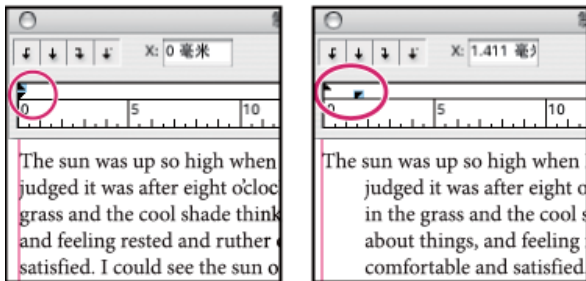 X: 0 毫米
0 5 10
The sun was up so high when
judged it was after eight o'cloc
grass and the cool shade think
and feeling rested and ruther
satisfied. I could see the sun o
X: 1.411 毫
5 10
The sun was up so high when
judged it was after eight o
in the grass and the cool s
about things, and feeling
comfortable and satisfied